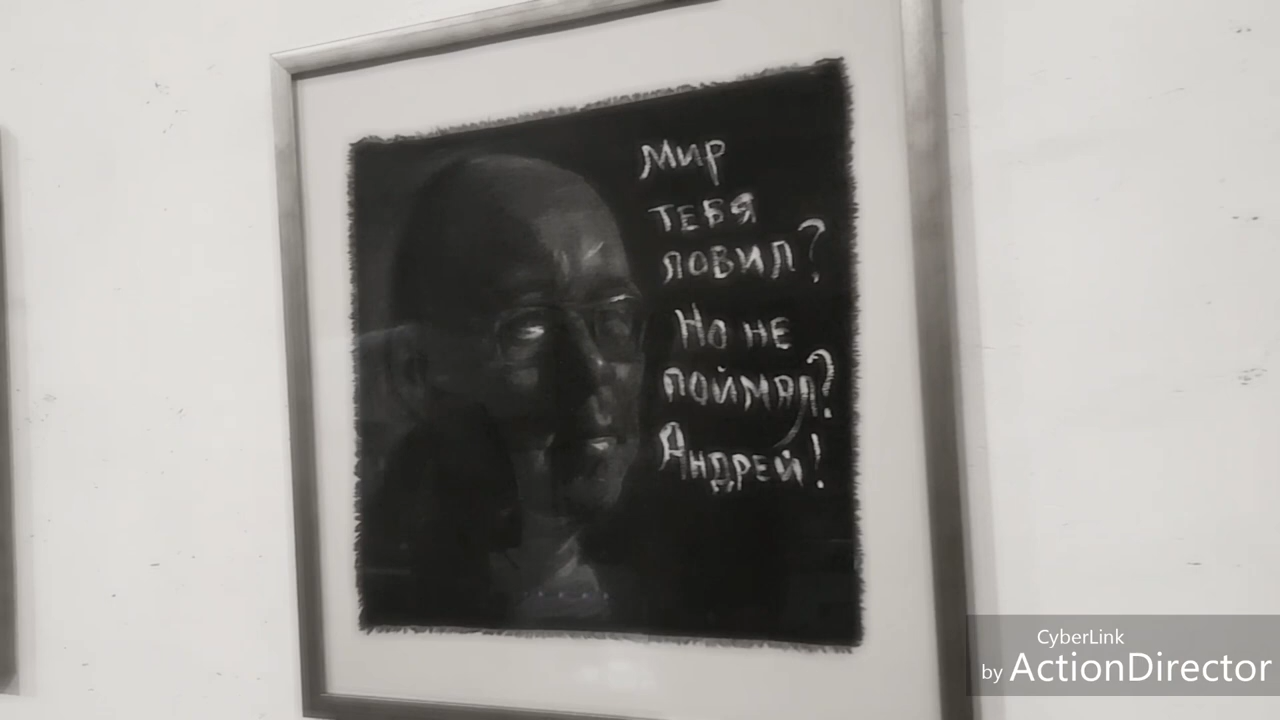 Мир
ТЕБЯ
ЛОВИЛ?
НО НЕ
ПОЙМАЛ?
АНДРЕЙ!
CyberLink
by ActionDirector